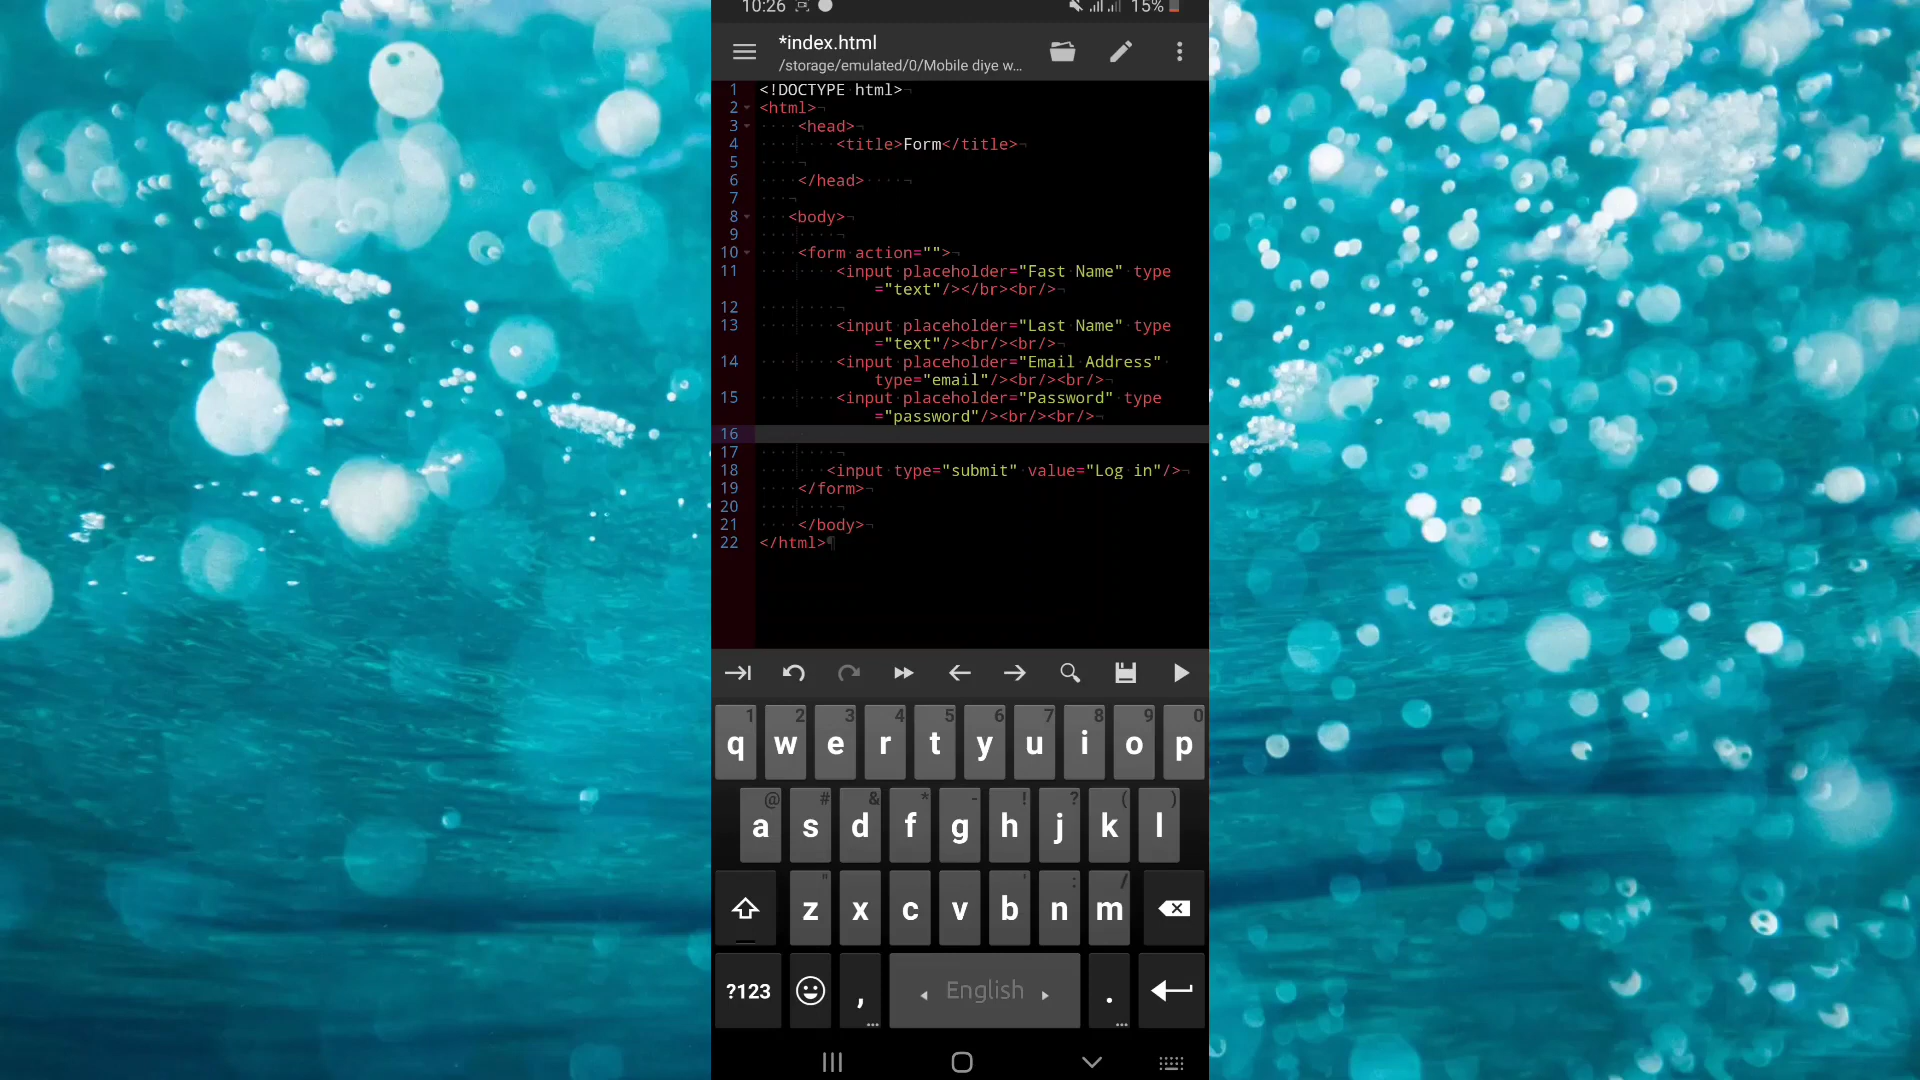 10:26 15%
*index.html
/storage/emulated/0/Mobile diye w...
1 <!DOCTYPE html>
2 <html>
3 <head>
4 <title>Form</title>
5
6 </head>
7
8 <body>
9
10 <form action="">
11 <input placeholder="Fast Name" type
="text"/></br><br/>
12
13 <input placeholder="Last Name" type
="text"/><br/><br/>
14 <input placeholder="Email Address"
type="email"/><br/><br/>
15 <input placeholder="Password" type
="password"/><br/><br/>
16
17
18 <input type="submit" value="Log in"/>
19 </form>
20
21 </body>
22 </html>
1 2 3 4 5 6 7 8 9 0
q w e r t y u i o p
@ # & * - ! ? ( )
a s d f g h j k l
" ' : /
z x c v b n m
?123 , English .